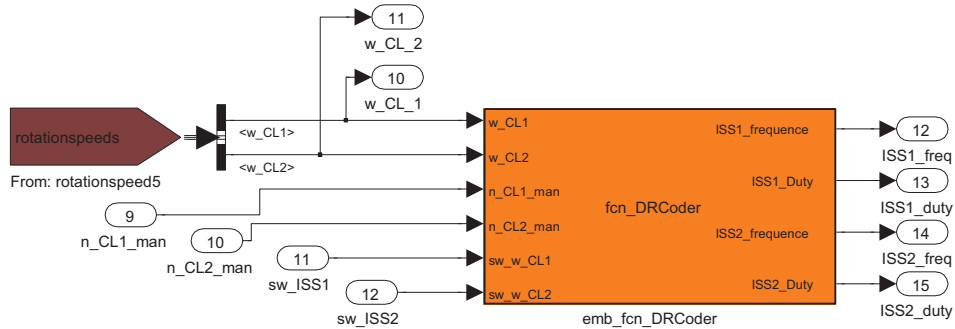 11
w_CL_2
10
w_CL_1
rotationspeeds
<w_CL1>
<w_CL2>
From: rotationspeed5
9
n_CL1_man
10
n_CL2_man
11
sw_ISS1
12
sw_ISS2
w_CL1
w_CL2
n_CL1_man
n_CL2_man
sw_w_CL1
sw_w_CL2
fcn_DRCoder
ISS1_frequence
ISS1_Duty
ISS2_frequence
ISS2_Duty
emb_fcn_DRCoder
12
ISS1_freq
13
ISS1_duty
14
ISS2_freq
15
ISS2_duty